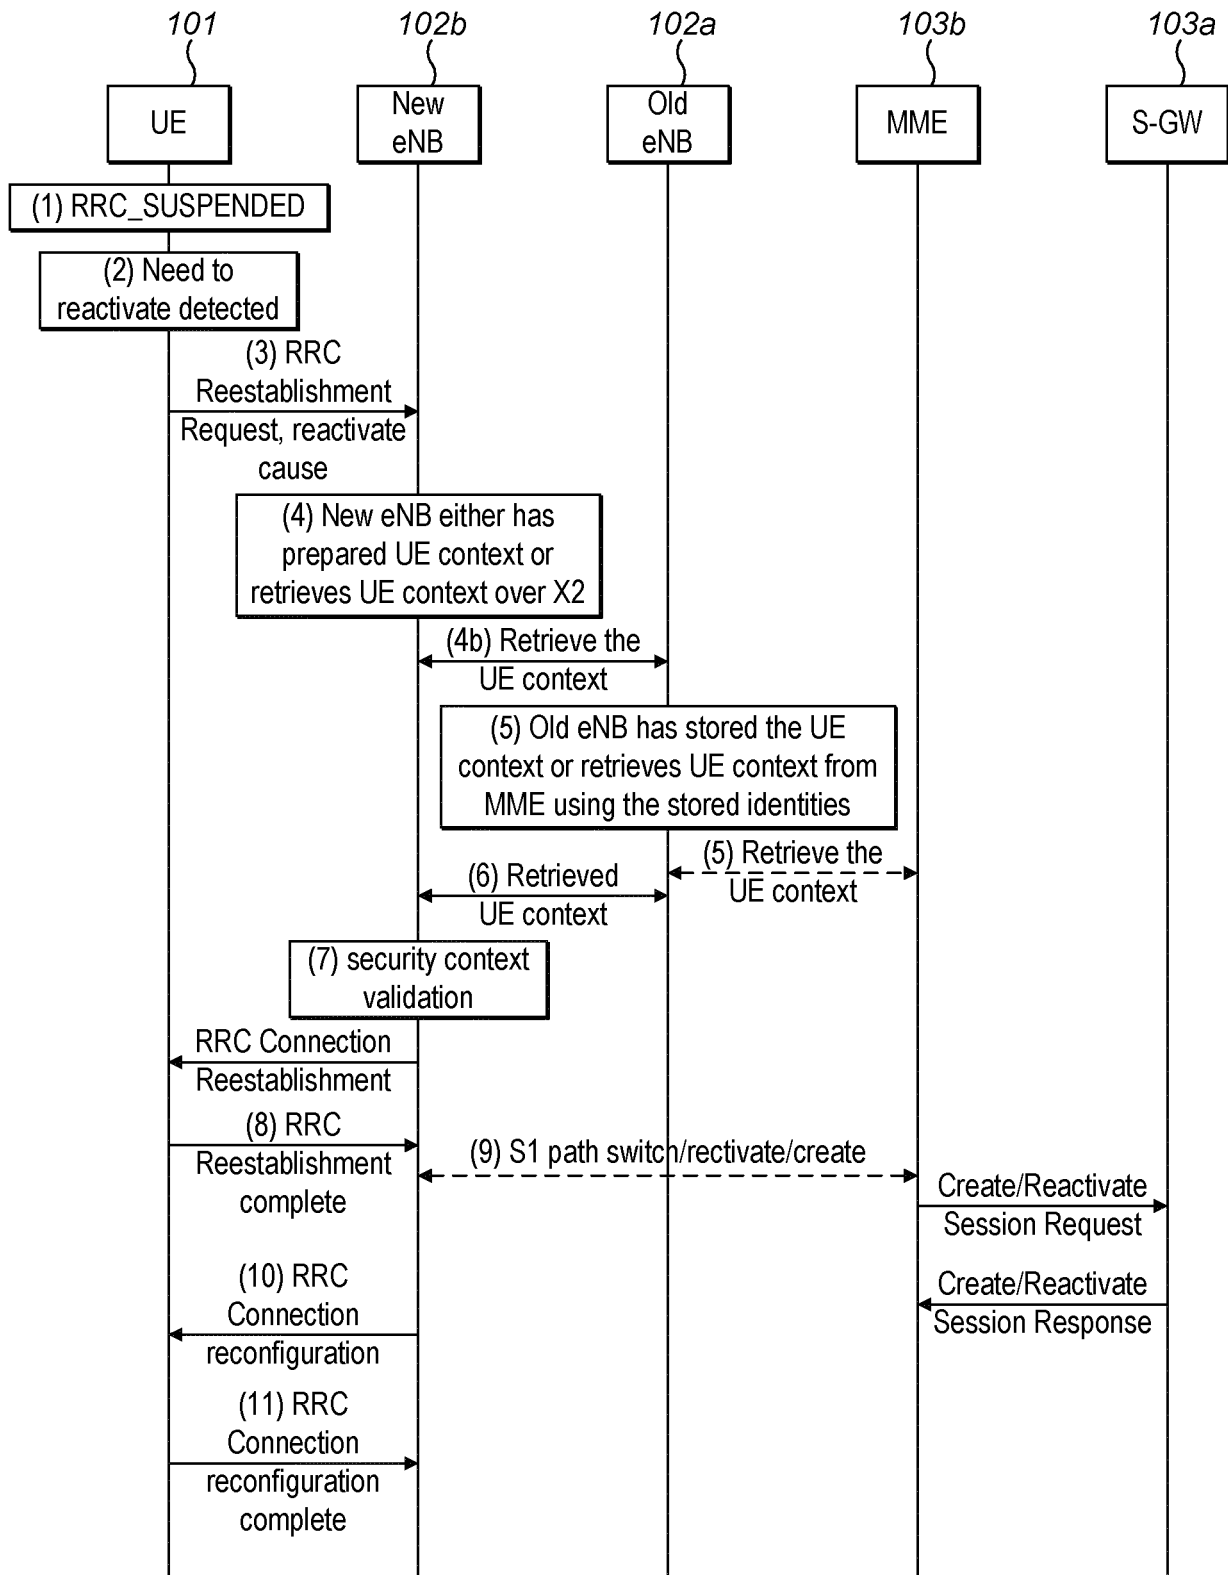 101
102b
102a
103b
103a
UE
New
eNB
Old
eNB
MME
S-GW
(1) RRC_SUSPENDED
(2) Need to
reactivate detected
(3) RRC
Reestablishment
Request, reactivate
cause
(4) New eNB either has
prepared UE context or
retrieves UE context over X2
(4b) Retrieve the
UE context
(5) Old eNB has stored the UE
context or retrieves UE context from
MME using the stored identities
(5) Retrieve the
UE context
(6) Retrieved
UE context
(7) security context
validation
RRC Connection
Reestablishment
(8) RRC
Reestablishment
complete
(9) S1 path switch/rectivate/create
Create/Reactivate
Session Request
(10) RRC
Connection
reconfiguration
Create/Reactivate
Session Response
(11) RRC
Connection
reconfiguration
complete